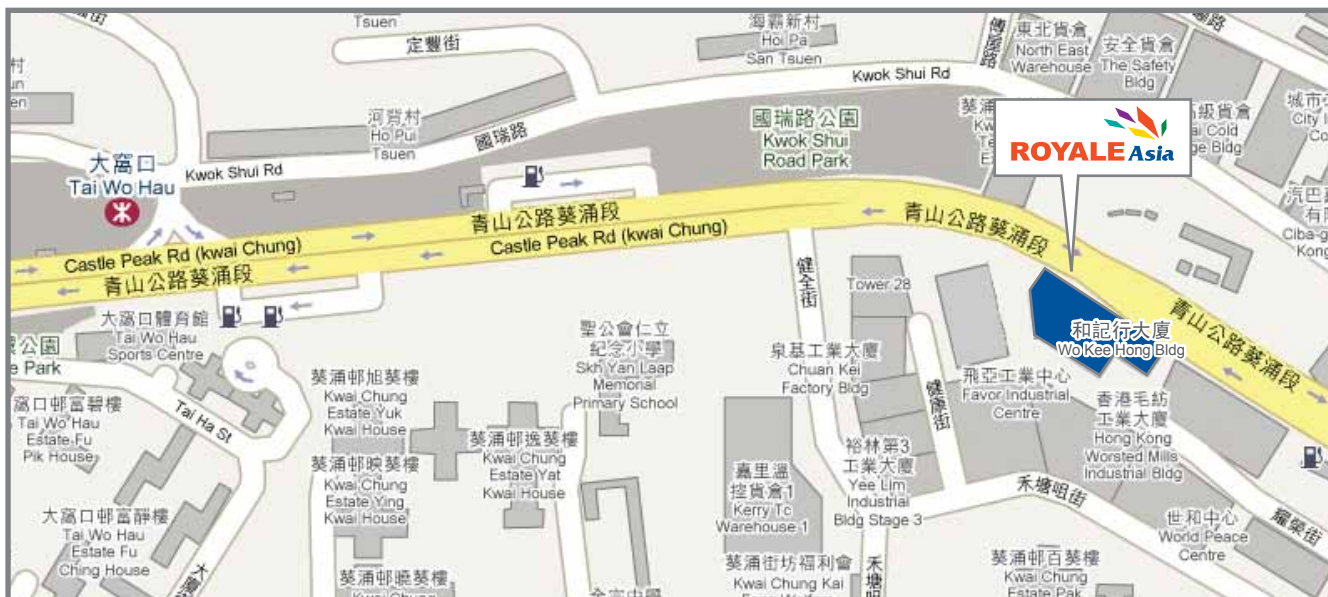 Tsuen
定豐街
海霸新村
Hoi Pa
San Tsuen
東北貨倉
North East
Warehouse
安全貨倉
The Safety
Bldg
Kwok Shui Rd
村
河背村
Ho Pui
Tsuen
國瑞路
國瑞路公園
Kwok Shui
Road Park
ROYALE Asia
大窩口
Tai Wo Hau
Kwok Shui Rd
青山公路葵涌段
Castle Peak Rd (kwai Chung)
青山公路葵涌段
Castle Peak Rd (kwai Chung)
青山公路葵涌段
青山公路葵涌段
健全街
Tower 28
和記行大廈
Wo Kee Hong Bldg
大窩口體育館
Tai Wo Hau
Sports Centre
公園
e Park
聖公會仁立
紀念小學
Skh Yan Laap
Memorial
Primary School
泉基工業大廈
Chuan Kei
Factory Bldg
健康街
飛亞工業中心
Favor Industrial
Centre
香港毛紡
工業大廈
Hong Kong
Worsted Mills
Industrial Bldg
窩口邨富碧樓
Tai Wo Hau
Estate Fu
Pik House
Tai Ha St
葵涌邨旭葵樓
Kwai Chung
Estate Yuk
Kwai House
葵涌邨逸葵樓
Kwai Chung
Estate Yat
Kwai House
葵涌邨映葵樓
Kwai Chung
Estate Ying
Kwai House
裕林第3
工業大廈
Yee Lim
Industrial
Bldg Stage 3
嘉里溫
控貨倉1
Kerry Tc
Warehouse 1
禾塘咀街
世和中心
World Peace
Centre
耀榮街
大窩口邨富靜樓
Tai Wo Hau
Estate Fu
Ching House
葵涌邨曉葵樓
葵涌街坊福利會
Kwai Chung Kai
禾塘咀
葵涌邨百葵樓
Kwai Chung
Estate Pak